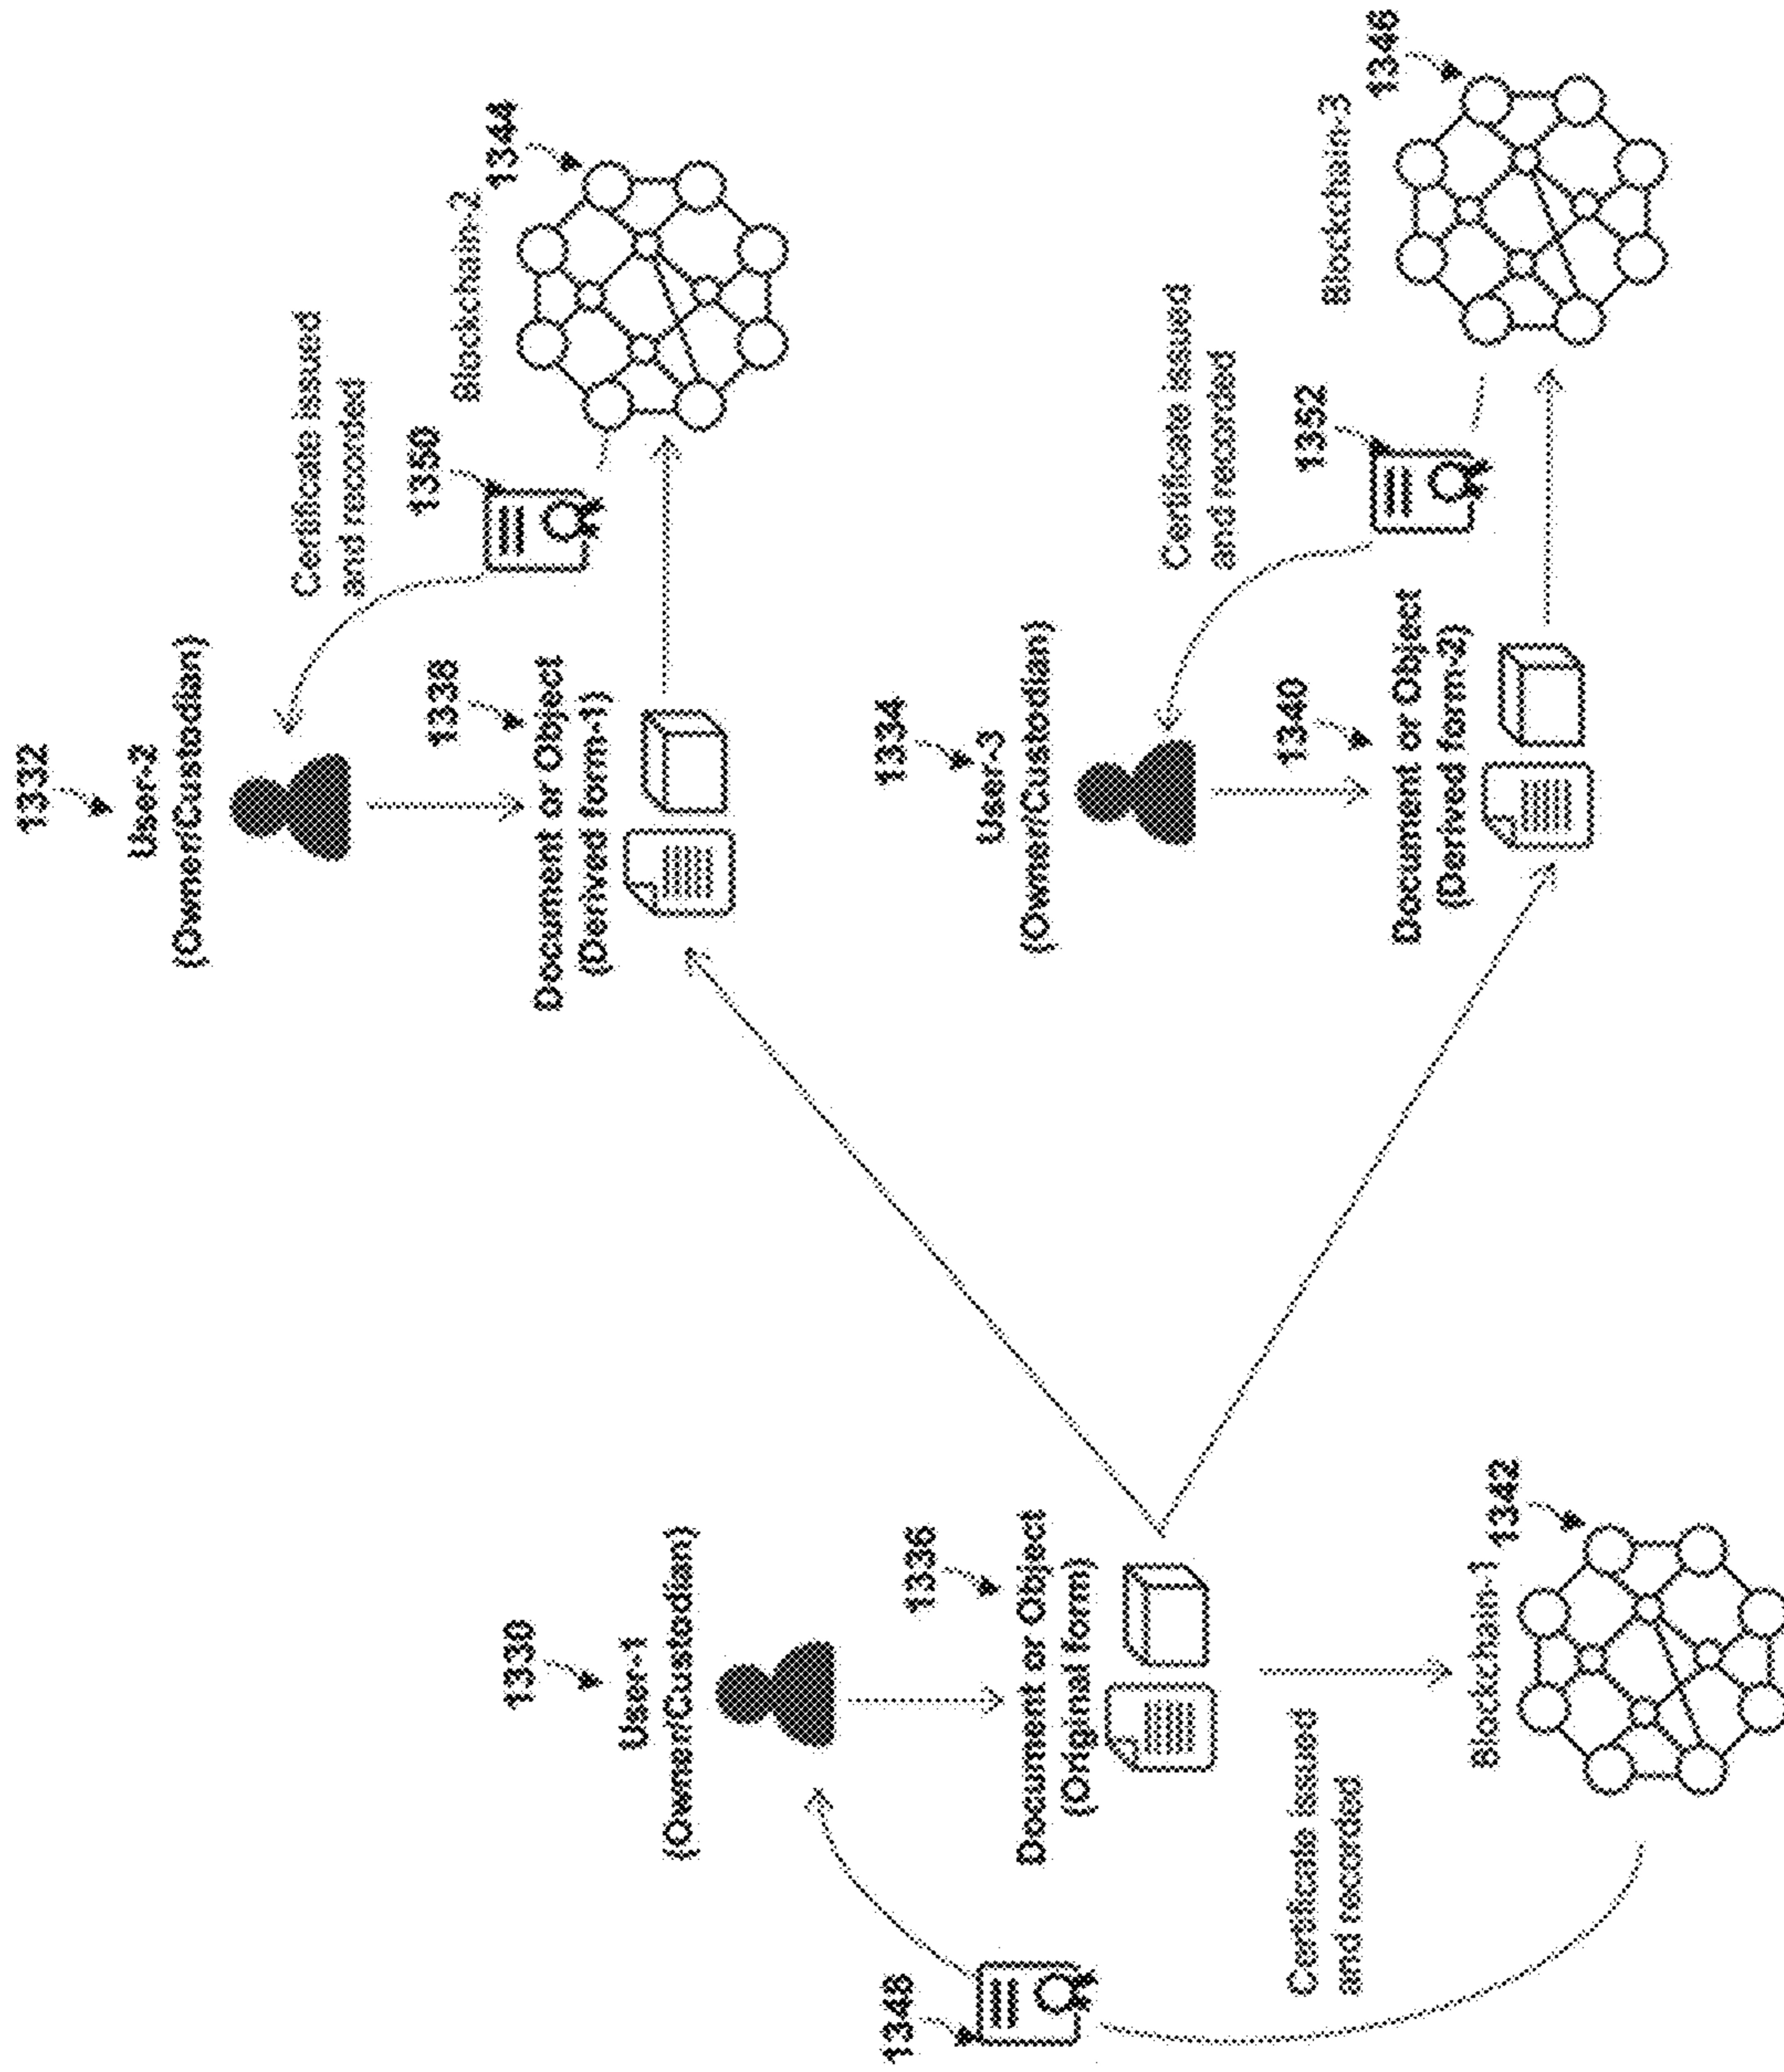 1330
User-1
(Owner/Custodian)
1336
Document or Object
(Original form)
1348
Certificate issued
and recorded
Blockchain-1
1342
1332
User-2
(Owner/Custodian)
Certificate issued
and recorded
1338
Document or Object
(Derived form-1)
1350
Blockchain-2
1344
1334
User-3
(Owner/Custodian)
Certificate issued
and recorded
1340
Document or Object
(Derived form-2)
1352
Blockchain-3
1346